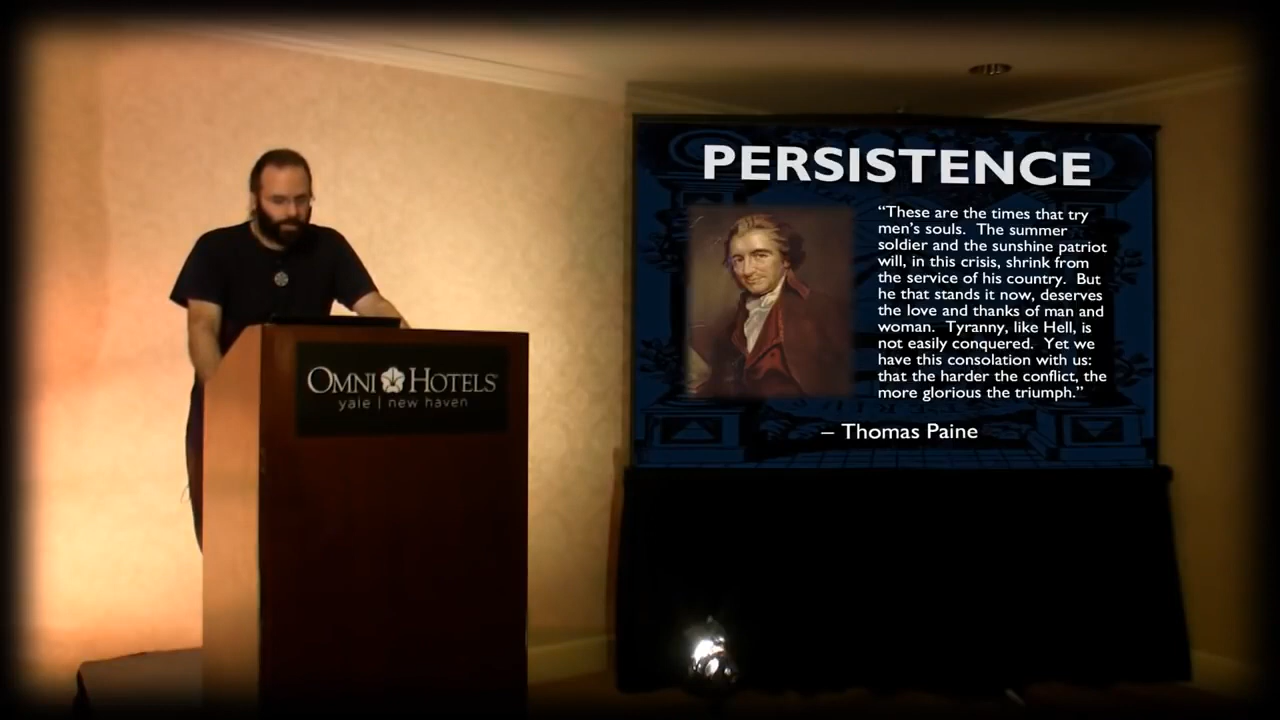 PERSISTENCE
“These are the times that try
men’s souls.  The summer
soldier and the sunshine patriot
will, in this crisis, shrink from
the service of his country.  But
he that stands it now, deserves
the love and thanks of man and
woman.  Tyranny, like Hell, is
not easily conquered.  Yet we
have this consolation with us:
that the harder the conflict, the
more glorious the triumph.”
– Thomas Paine
OMNI HOTELS
yale | new haven